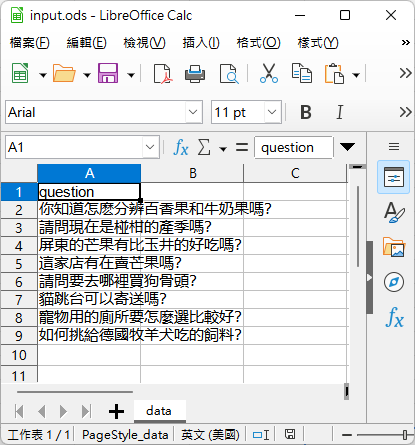 input.ods - LibreOffice Calc
檔案(F) 編輯(E) 檢視(V) 插入(I) 格式(O) 樣式(Y)
Arial 11 pt B I
A1 fx Σ = question
A B C
1 question
2 你知道怎麼分辨百香果和牛奶果嗎?
3 請問現在是椪柑的產季嗎?
4 屏東的芒果有比玉井的好吃嗎?
5 這家店有在賣芒果嗎?
6 請問要去哪裡買狗骨頭?
7 貓跳台可以寄送嗎?
8 寵物用的廁所要怎麼選比較好?
9 如何挑給德國牧羊犬吃的飼料?
10
11
fx
data
工作表 1 / 1 PageStyle_data 英文 (美國)